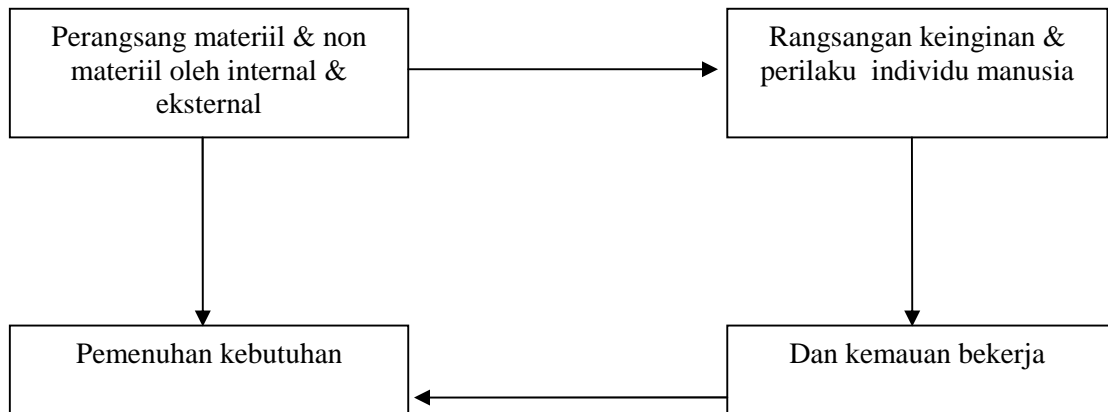 Perangsang materiil & non
materiil oleh internal &
eksternal
Rangsangan keinginan &
perilaku individu manusia
Pemenuhan kebutuhan
Dan kemauan bekerja